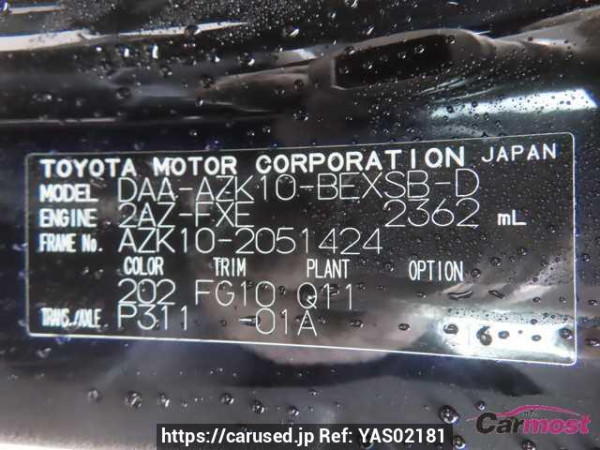 TOYOTA MOTOR CORPORATION JAPAN
MODEL DAA-AZK10-BEXSB-D
ENGINE 2AZ-FXE 2362 mL
FRAME No. AZK10-2051424
COLOR TRIM PLANT OPTION
202 FG10 Q11
TRANS./AXLE P311 -01A
Carmost
https://carused.jp Ref: YAS02181